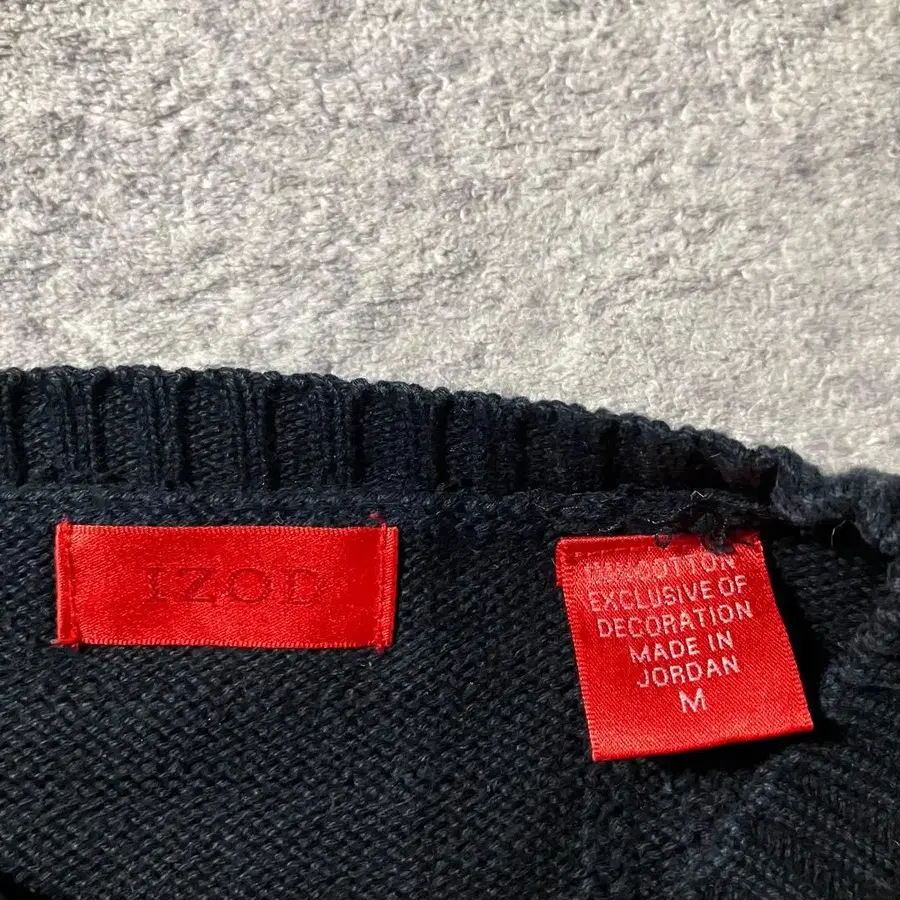 IZOD
COTTON
EXCLUSIVE OF
DECORATION
MADE IN
JORDAN
M